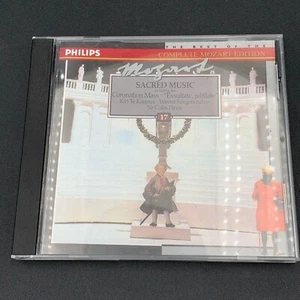 PHILIPS
THE BEST OF THE
COMPLETE MOZART EDITION
Mozart
SACRED MUSIC
Coronation Mass · "Exsultate, jubilate"
Kiri Te Kanawa ·
Sir Colin Davis
17